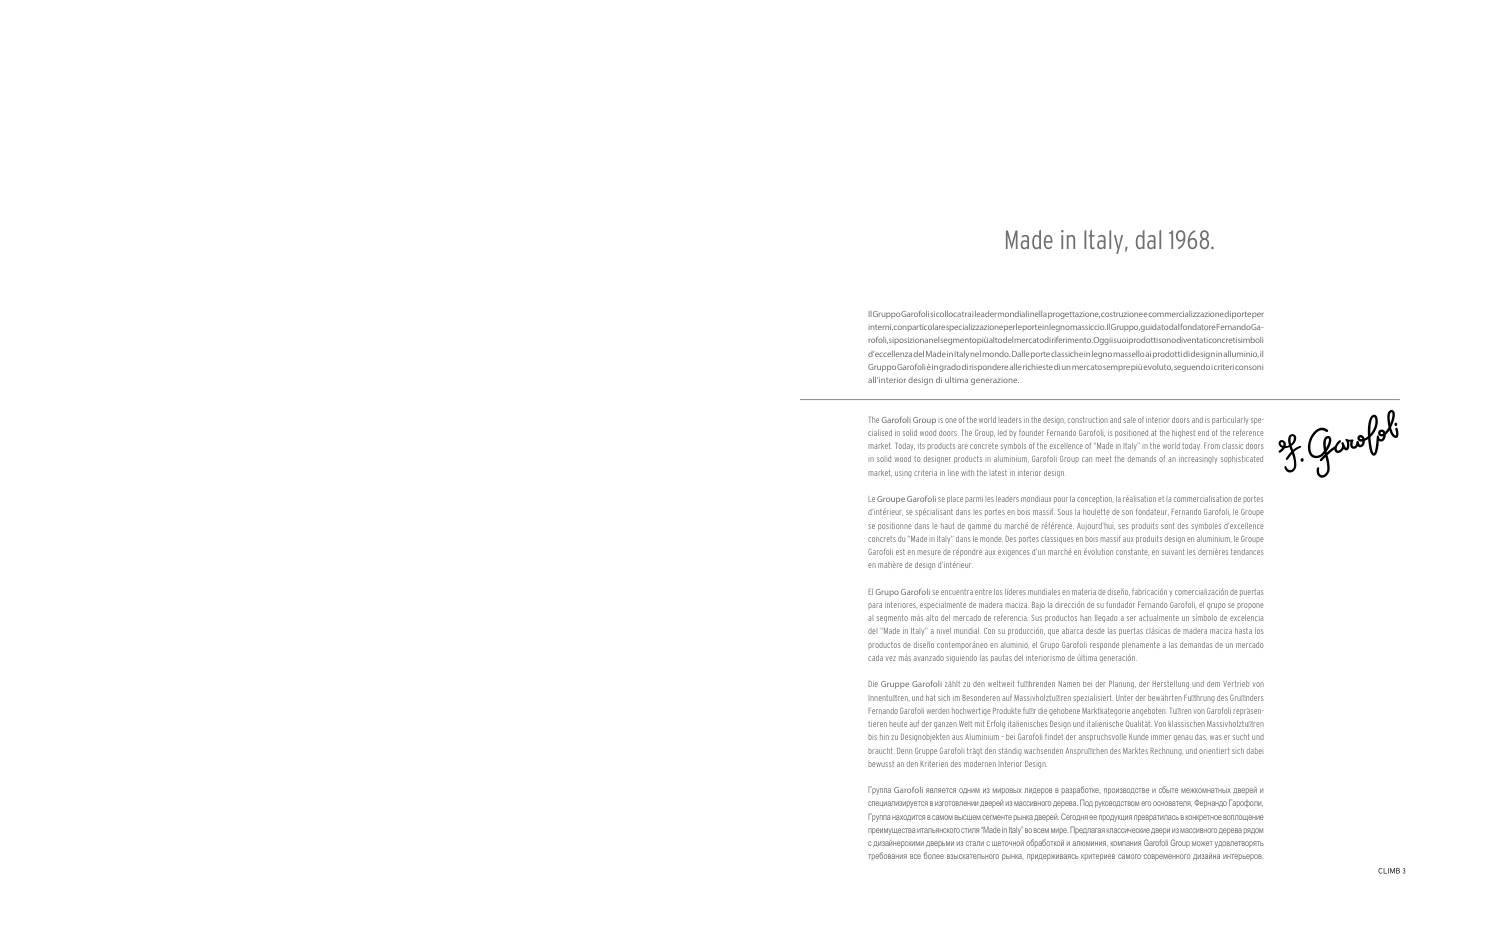 Made in Italy, dal 1968.
Il Gruppo Garofoli si colloca tra i leader mondiali nella progettazione, costruzione e commercializzazione di porte per
interni, con particolare specializzazione per le porte in legno massiccio. Il Gruppo, guidato dal fondatore Fernando Ga-
rofoli, si posiziona nel segmento più alto del mercato di riferimento. Oggi i suoi prodotti sono diventati concreti simboli
d'eccellenza del Made in Italy nel mondo. Dalle porte classiche in legno massello ai prodotti di design in alluminio, il
Gruppo Garofoli è in grado di rispondere alle richieste di un mercato sempre più evoluto, seguendo i criteri consoni
all'interior design di ultima generazione.
The Garofoli Group is one of the world leaders in the design, construction and sale of interior doors and is particularly spe-
cialised in solid wood doors. The Group, led by founder Fernando Garofoli, is positioned at the highest end of the reference
market. Today, its products are concrete symbols of the excellence of "Made in Italy" in the world today. From classic doors
in solid wood to designer products in aluminium, Garofoli Group can meet the demands of an increasingly sophisticated
market, using criteria in line with the latest in interior design.
F. Garofoli
Le Groupe Garofoli se place parmi les leaders mondiaux pour la conception, la réalisation et la commercialisation de portes
d'intérieur, se spécialisant dans les portes en bois massif. Sous la houlette de son fondateur, Fernando Garofoli, le Groupe
se positionne dans le haut de gamme du marché de référence. Aujourd'hui, ses produits sont des symboles d'excellence
concrets du "Made in Italy" dans le monde. Des portes classiques en bois massif aux produits design en aluminium, le Groupe
Garofoli est en mesure de répondre aux exigences d'un marché en évolution constante, en suivant les dernières tendances
en matière de design d'intérieur.
El Grupo Garofoli se encuentra entre los líderes mundiales en materia de diseño, fabricación y comercialización de puertas
para interiores, especialmente de madera maciza. Bajo la dirección de su fundador Fernando Garofoli, el grupo se propone
al segmento más alto del mercado de referencia. Sus productos han llegado a ser actualmente un símbolo de excelencia
del "Made in Italy" a nivel mundial. Con su producción, que abarca desde las puertas clásicas de madera maciza hasta los
productos de diseño contemporáneo en aluminio, el Grupo Garofoli responde plenamente a las demandas de un mercado
cada vez más avanzado siguiendo las pautas del interiorismo de última generación.
Die Gruppe Garofoli zählt zu den weltweit führenden Namen bei der Planung, der Herstellung und dem Vertrieb von
Innentüren, und hat sich im Besonderen auf Massivholztüren spezialisiert. Unter der bewährten Führung des Gründers
Fernando Garofoli werden hochwertige Produkte für die gehobene Marktkategorie angeboten. Türen von Garofoli repräsen-
tieren heute auf der ganzen Welt mit Erfolg italienisches Design und italienische Qualität. Von klassischen Massivholztüren
bis hin zu Designobjekten aus Aluminium - bei Garofoli findet der anspruchsvolle Kunde immer genau das, was er sucht und
braucht. Denn Gruppe Garofoli trägt den ständig wachsenden Ansprüchen des Marktes Rechnung, und orientiert sich dabei
bewusst an den Kriterien des modernen Interior Design.
Группа Garofoli является одним из мировых лидеров в разработке, производстве и сбыте межкомнатных дверей и
специализируется в изготовлении дверей из массивного дерева. Под руководством его основателя, Фернандо Гарофоли,
Группа находится в самом высшем сегменте рынка дверей. Сегодня ее продукция превратилась в конкретное воплощение
преимущества итальянского стиля "Made in Italy" во всем мире. Предлагая классические двери из массивного дерева рядом
с дизайнерскими дверьми из стали с щеточной обработкой и алюминия, компания Garofoli Group может удовлетворять
требования все более взыскательного рынка, придерживаясь критериев самого современного дизайна интерьеров.
CLIMB 3